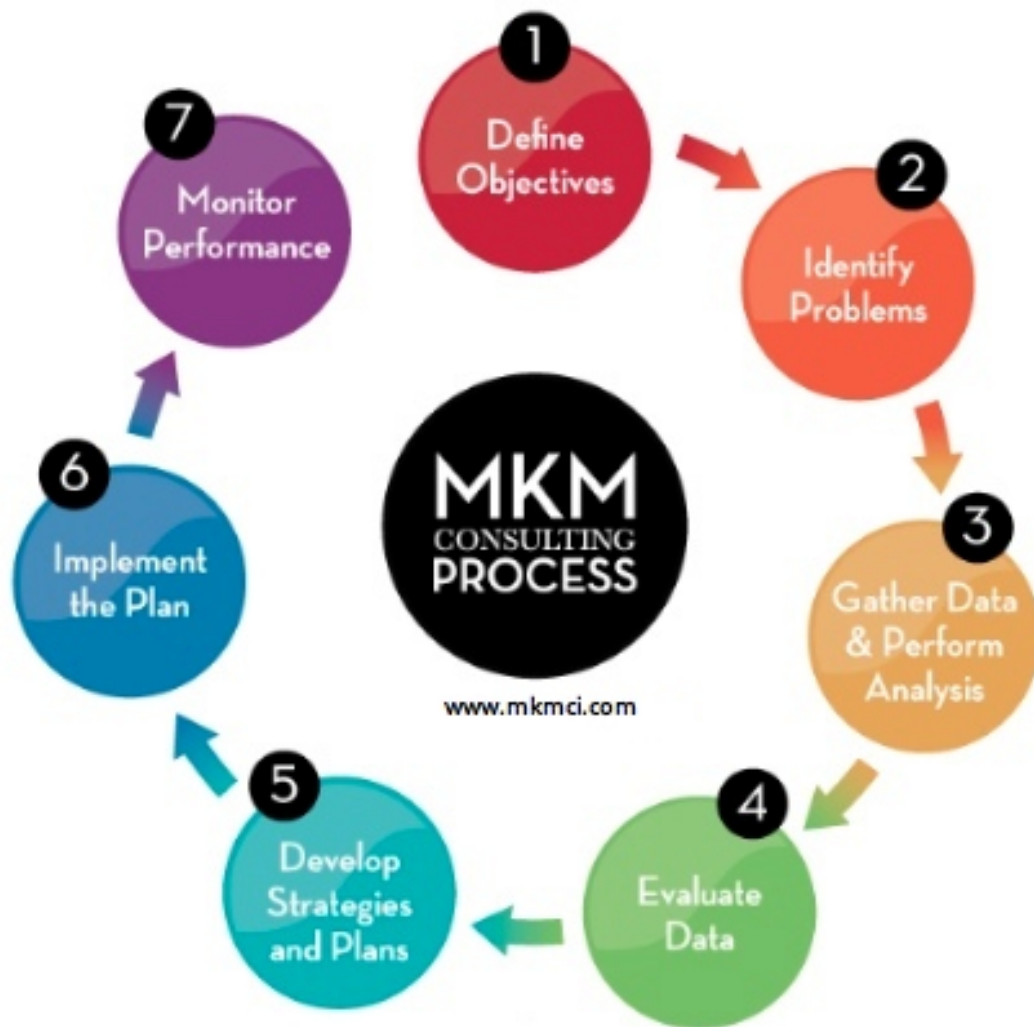 1
Define
Objectives
2
Identify
Problems
3
Gather Data
& Perform
Analysis
4
Evaluate
Data
5
Develop
Strategies
and Plans
6
Implement
the Plan
7
Monitor
Performance
MKM
CONSULTING
PROCESS
www.mkmci.com